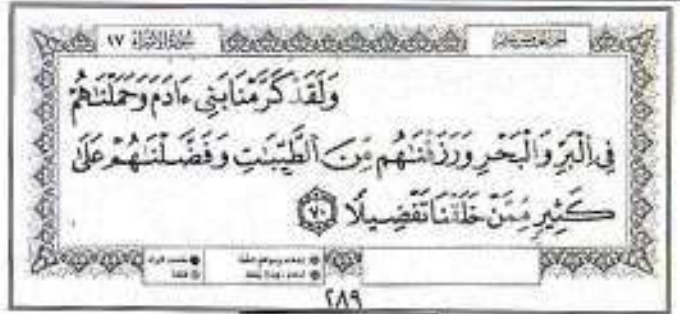 سورة الإسراء ١٧
وَلَقَدْ كَرَّمْنَا بَنِي ءَادَمَ وَحَمَلْنَٰهُمْ
فِي ٱلْبَرِّ وَٱلْبَحْرِ وَرَزَقْنَٰهُم مِّنَ ٱلطَّيِّبَٰتِ وَفَضَّلْنَٰهُمْ عَلَىٰ
كَثِيرٍ مِّمَّنْ خَلَقْنَا تَفْضِيلًا ٧٠
٢٨٩